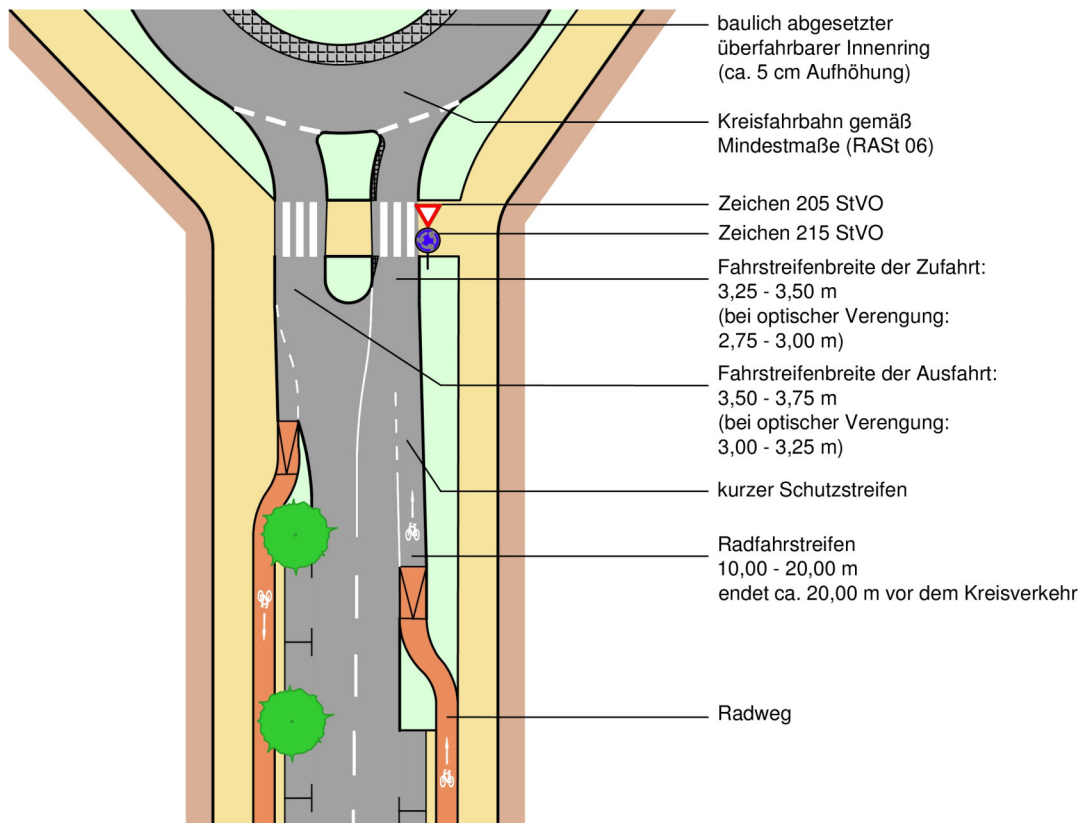 baulich abgesetzter
überfahrbarer Innenring
(ca. 5 cm Aufhöhung)
Kreisfahrbahn gemäß
Mindestmaße (RASt 06)
Zeichen 205 StVO
Zeichen 215 StVO
Fahrstreifenbreite der Zufahrt:
3,25 - 3,50 m
(bei optischer Verengung:
2,75 - 3,00 m)
Fahrstreifenbreite der Ausfahrt:
3,50 - 3,75 m
(bei optischer Verengung:
3,00 - 3,25 m)
kurzer Schutzstreifen
Radfahrstreifen
10,00 - 20,00 m
endet ca. 20,00 m vor dem Kreisverkehr
Radweg